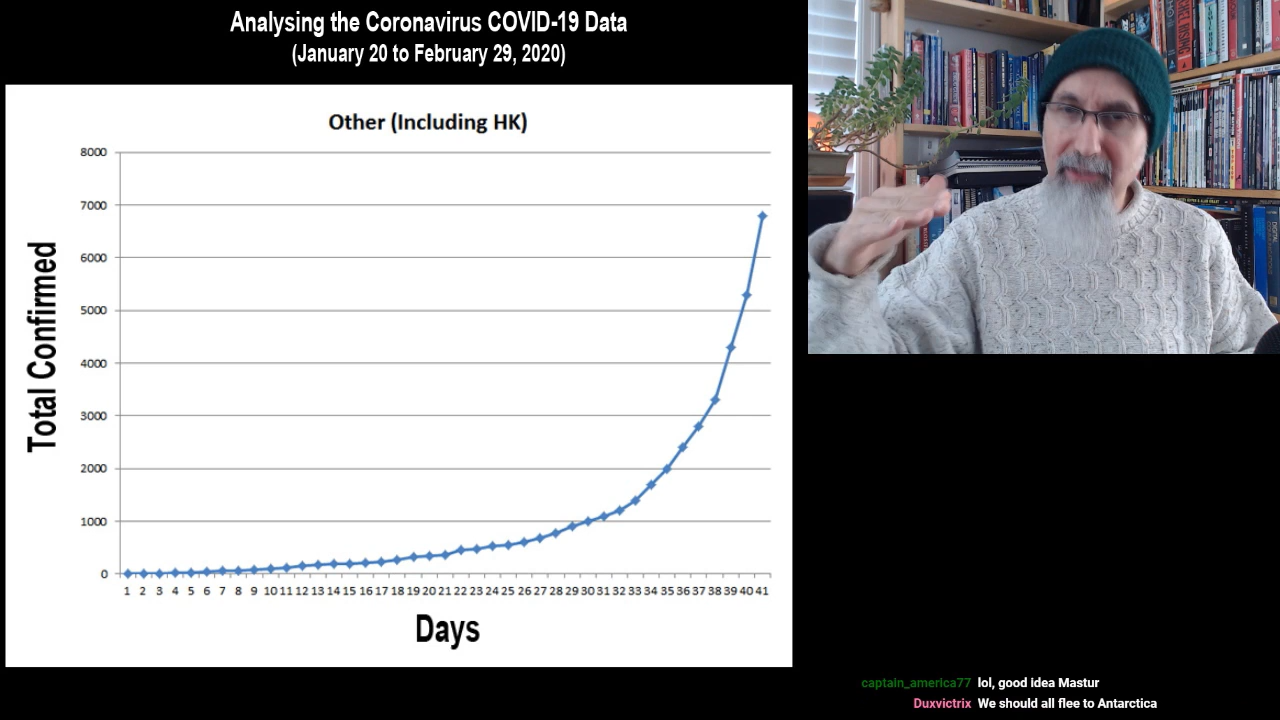 Analysing the Coronavirus COVID-19 Data
(January 20 to February 29, 2020)
Other (Including HK)
8000
7000
6000
5000
4000
3000
2000
1000
0
Total Confirmed
1 2 3 4 5 6 7 8 9 10 11 12 13 14 15 16 17 18 19 20 21 22 23 24 25 26 27 28 29 30 31 32 33 34 35 36 37 38 39 40 41
Days
captain_america77 lol, good idea Mastur
Duxvictrix We should all flee to Antarctica